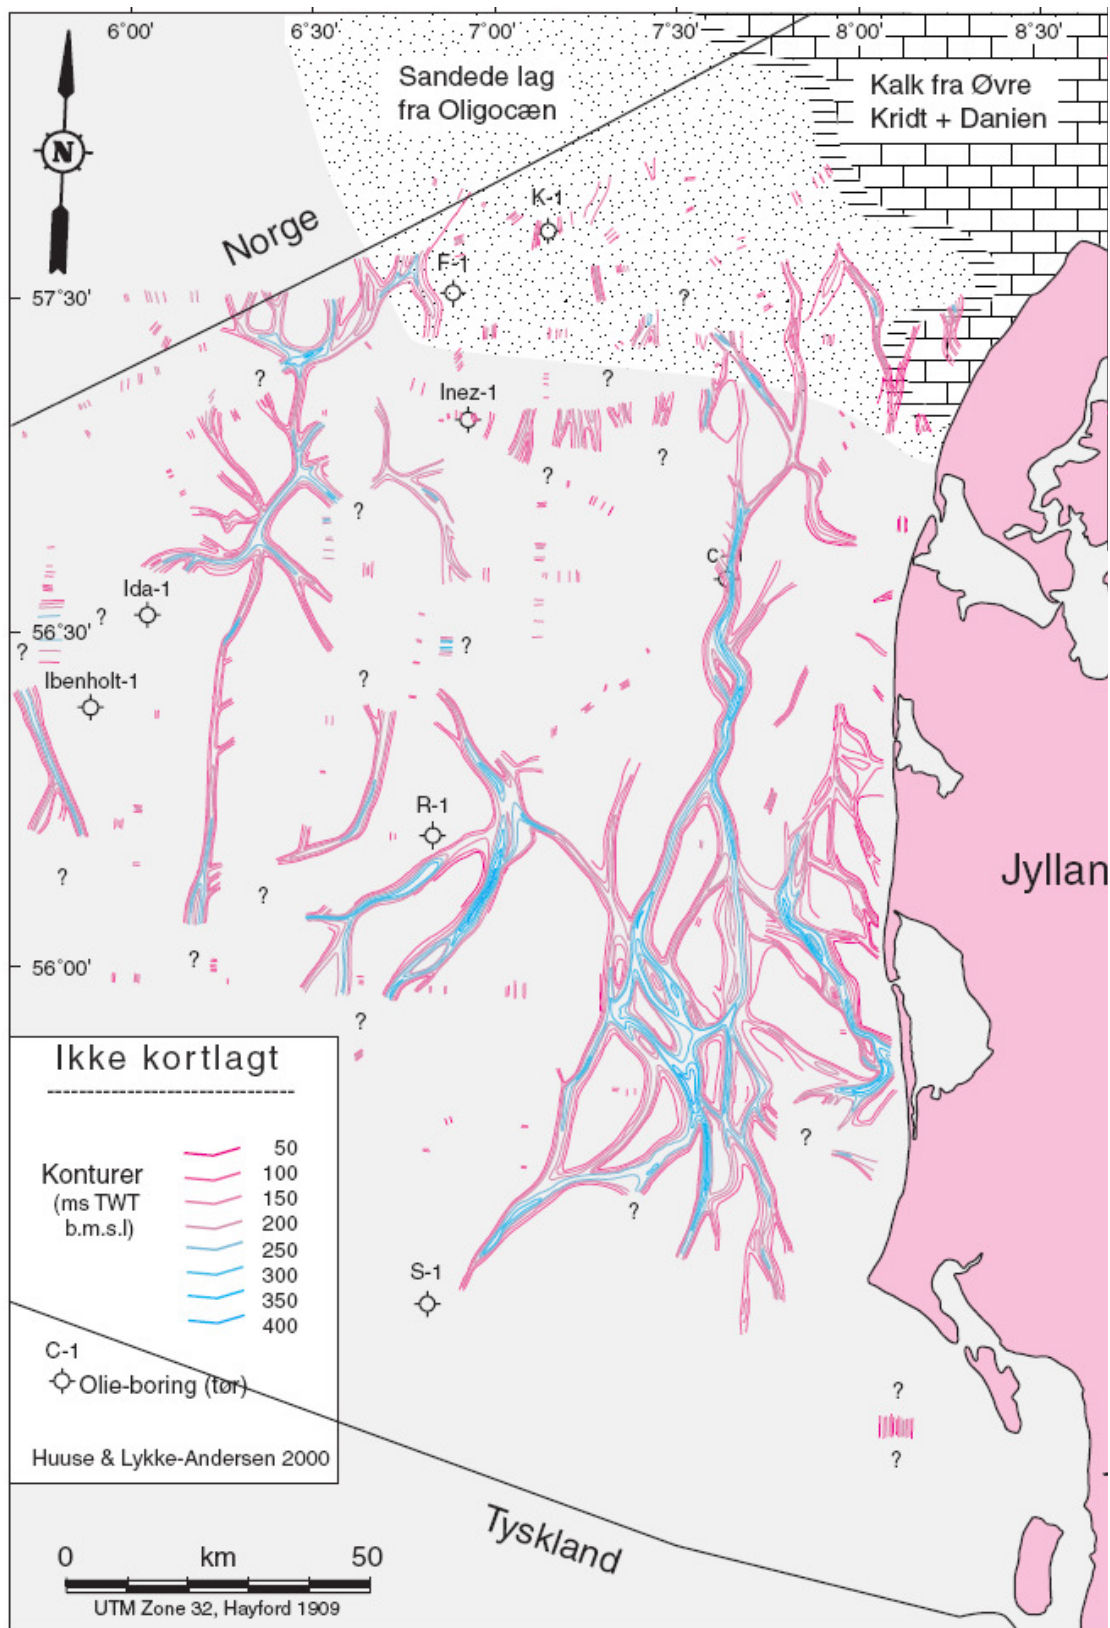 6°00'
6°30'
7°00'
7°30'
8°00'
8°30'
Sandede lag
fra Oligocæn
Kalk fra Øvre
Kridt + Danien
N
Norge
K-1
F-1
57°30'
?
?
?
Inez-1
?
?
?
Ida-1
?
56°30'
?
?
?
Ibenholt-1
R-1
Jyllan
?
?
?
56°00'
?
?
?
S-1
?
?
Ikke kortlagt
Konturer
(ms TWT
b.m.s.l)
50
100
150
200
250
300
350
400
C-1
Olie-boring (tør)
Huuse & Lykke-Andersen 2000
Tyskland
0 km 50
UTM Zone 32, Hayford 1909